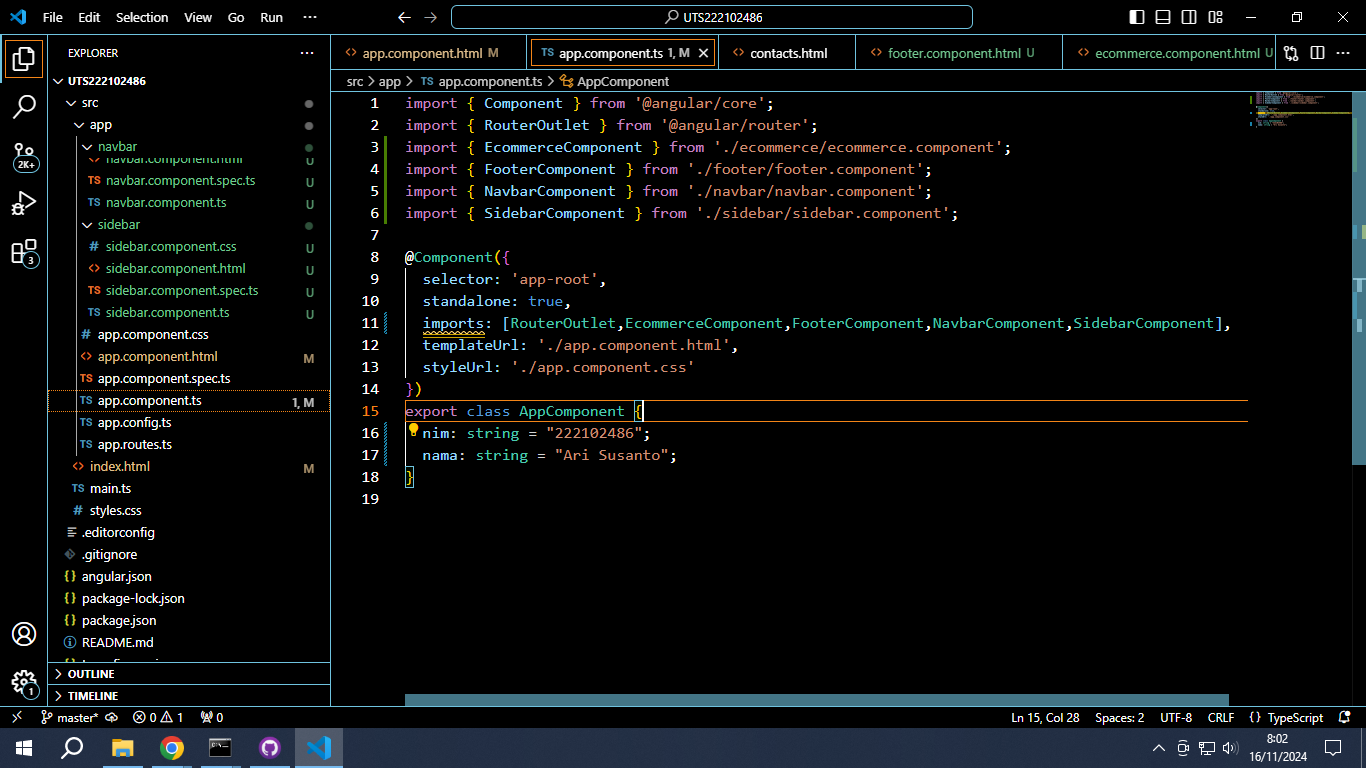 File Edit Selection View Go Run ··· UTS222102486
EXPLORER ···
UTS222102486
src
app
navbar
navbar.component.html U
TS navbar.component.spec.ts U
TS navbar.component.ts U
sidebar
# sidebar.component.css U
<> sidebar.component.html U
TS sidebar.component.spec.ts U
TS sidebar.component.ts U
# app.component.css
<> app.component.html M
TS app.component.spec.ts
TS app.component.ts 1, M
TS app.config.ts
TS app.routes.ts
<> index.html M
TS main.ts
# styles.css
.editorconfig
.gitignore
{} angular.json
{} package-lock.json
{} package.json
README.md
OUTLINE
TIMELINE
2K+
3
1
<> app.component.html M
TS app.component.ts 1, M
<> contacts.html
<> footer.component.html U
<> ecommerce.component.html U
src > app > TS app.component.ts > AppComponent
1 import { Component } from '@angular/core';
2 import { RouterOutlet } from '@angular/router';
3 import { EcommerceComponent } from './ecommerce/ecommerce.component';
4 import { FooterComponent } from './footer/footer.component';
5 import { NavbarComponent } from './navbar/navbar.component';
6 import { SidebarComponent } from './sidebar/sidebar.component';
7
8 @Component({
9 selector: 'app-root',
10 standalone: true,
11 imports: [RouterOutlet,EcommerceComponent,FooterComponent,NavbarComponent,SidebarComponent],
12 templateUrl: './app.component.html',
13 styleUrl: './app.component.css'
14 })
15 export class AppComponent {
16 nim: string = "222102486";
17 nama: string = "Ari Susanto";
18 }
19
master* 0 1 0 Ln 15, Col 28 Spaces: 2 UTF-8 CRLF {} TypeScript
8:02
16/11/2024